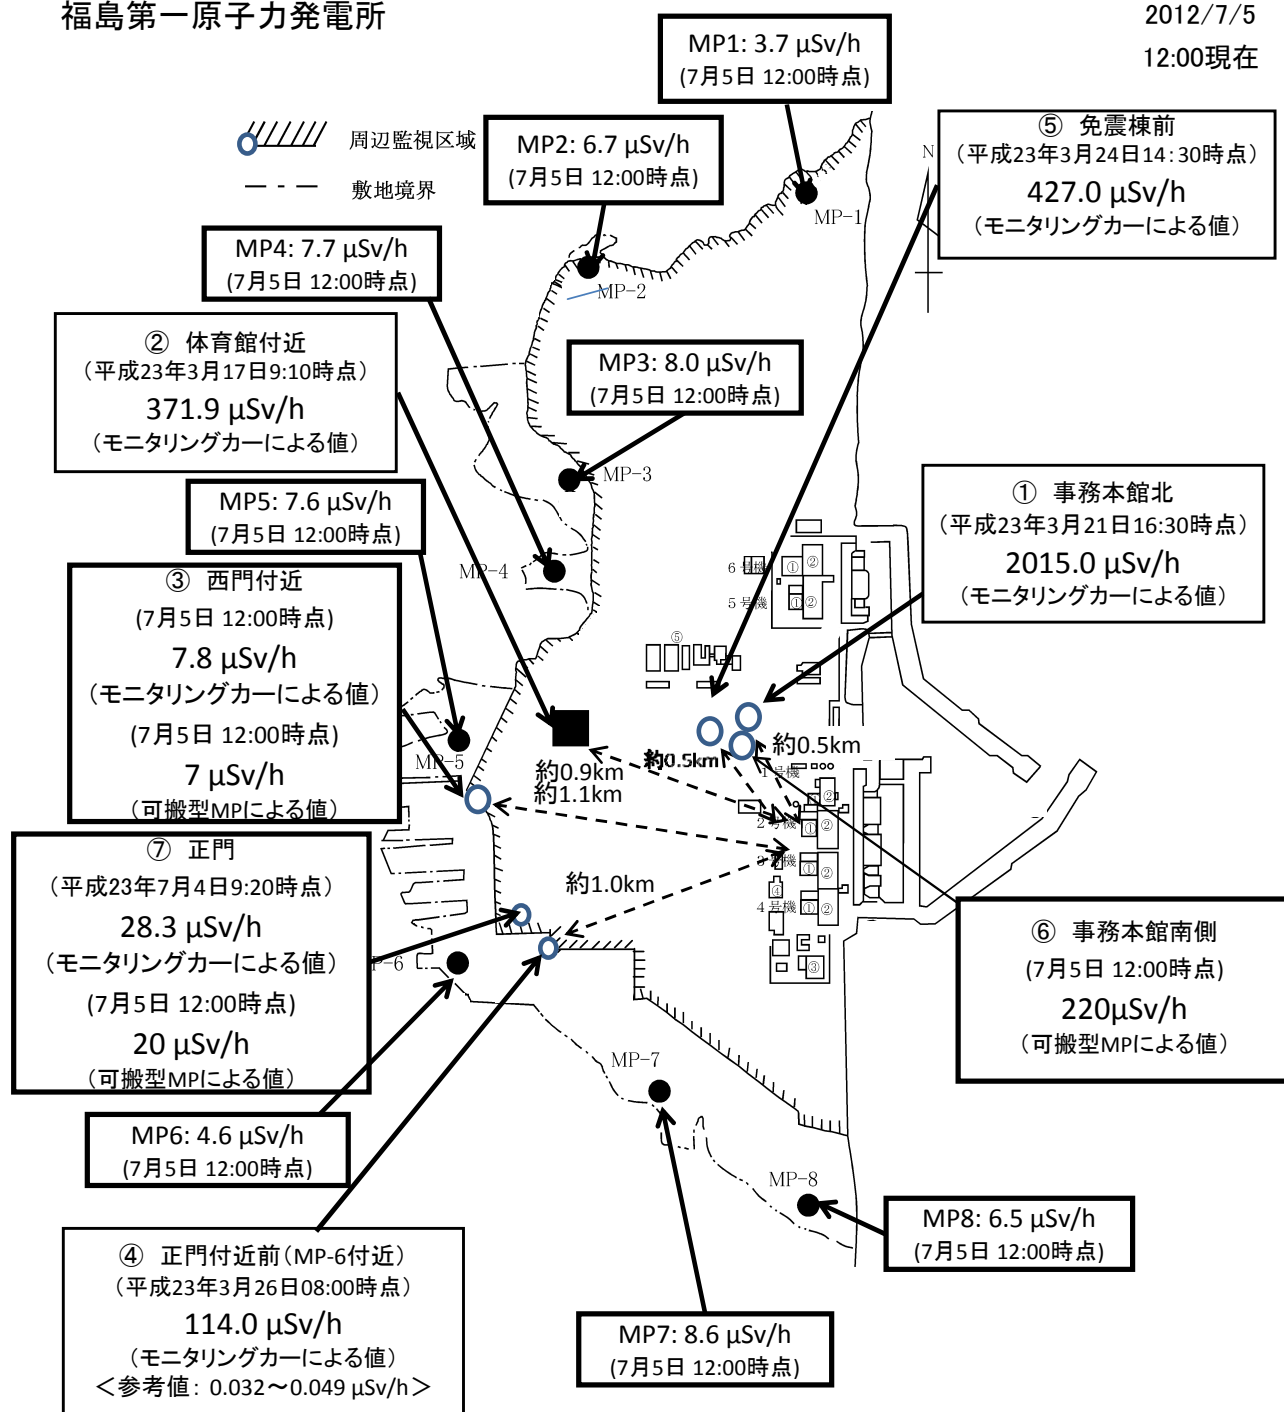 福島第一原子力発電所
2012/7/5
12:00現在
周辺監視区域
敷地境界
N
MP1: 3.7 μSv/h
(7月5日 12:00時点)
MP-1
MP2: 6.7 μSv/h
(7月5日 12:00時点)
MP-2
⑤ 免震棟前
(平成23年3月24日14:30時点)
427.0 μSv/h
(モニタリングカーによる値)
MP4: 7.7 μSv/h
(7月5日 12:00時点)
② 体育館付近
(平成23年3月17日9:10時点)
371.9 μSv/h
(モニタリングカーによる値)
MP3: 8.0 μSv/h
(7月5日 12:00時点)
MP-3
MP5: 7.6 μSv/h
(7月5日 12:00時点)
MP-4
① 事務本館北
(平成23年3月21日16:30時点)
2015.0 μSv/h
(モニタリングカーによる値)
6号機
① ②
5号機
① ②
⑤
③ 西門付近
(7月5日 12:00時点)
7.8 μSv/h
(モニタリングカーによる値)
(7月5日 12:00時点)
7 μSv/h
(可搬型MPによる値)
MP-5
約0.9km
約1.1km
約0.5km
約0.5km
1号機
②
2号機
① ②
3号機
① ②
④
4号機
① ②
③
約1.0km
⑦ 正門
(平成23年7月4日9:20時点)
28.3 μSv/h
(モニタリングカーによる値)
(7月5日 12:00時点)
20 μSv/h
(可搬型MPによる値)
P-6
⑥ 事務本館南側
(7月5日 12:00時点)
220μSv/h
(可搬型MPによる値)
MP-7
MP6: 4.6 μSv/h
(7月5日 12:00時点)
MP-8
MP8: 6.5 μSv/h
(7月5日 12:00時点)
④ 正門付近前(MP-6付近)
(平成23年3月26日08:00時点)
114.0 μSv/h
(モニタリングカーによる値)
＜参考値: 0.032～0.049 μSv/h＞
MP7: 8.6 μSv/h
(7月5日 12:00時点)